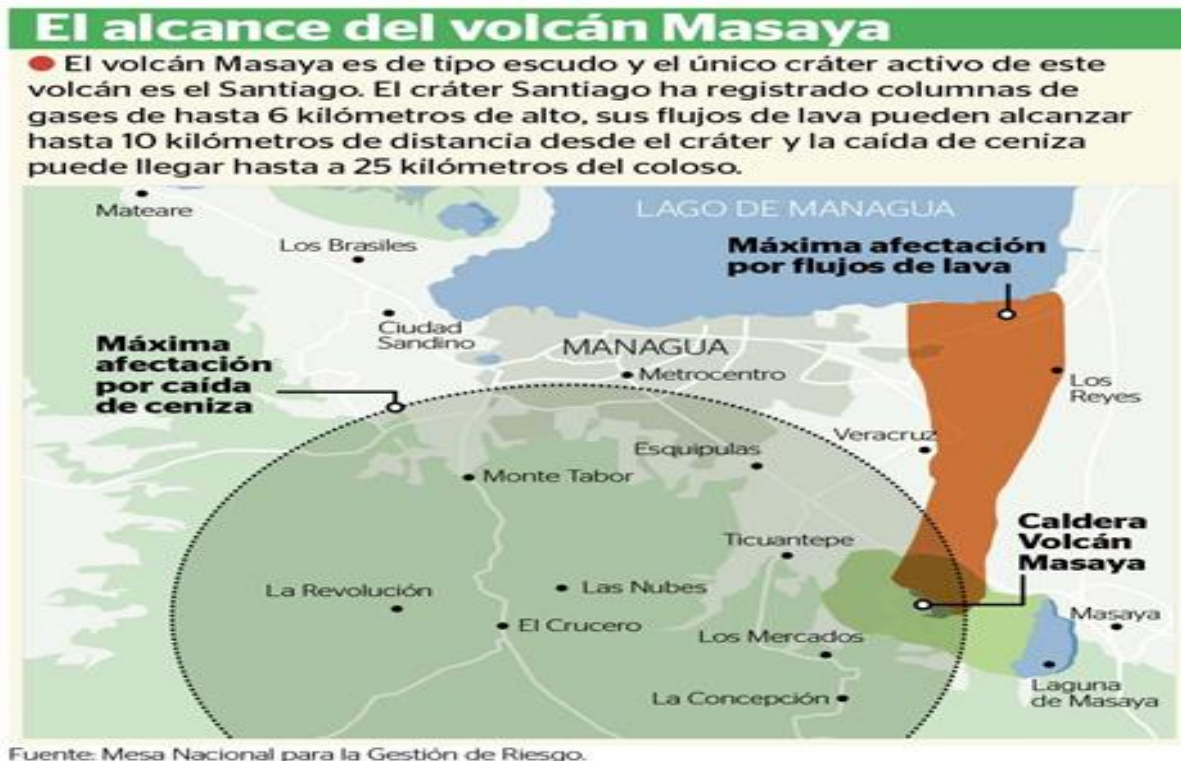 El alcance del volcán Masaya
● El volcán Masaya es de tipo escudo y el único cráter activo de este
volcán es el Santiago. El cráter Santiago ha registrado columnas de
gases de hasta 6 kilómetros de alto, sus flujos de lava pueden alcanzar
hasta 10 kilómetros de distancia desde el cráter y la caída de ceniza
puede llegar hasta a 25 kilómetros del coloso.
Mateare
LAGO DE MANAGUA
Los Brasiles
Máxima afectación
por flujos de lava
Ciudad
Sandino
Máxima
afectación
por caída
de ceniza
MANAGUA
Metrocentro
Los
Reyes
Veracruz
Esquipulas
Monte Tabor
Caldera
Volcán
Masaya
Ticuantepe
La Revolución
Las Nubes
Masaya
El Crucero
Los Mercados
La Concepción
Laguna
de Masaya
Fuente: Mesa Nacional para la Gestión de Riesgo.